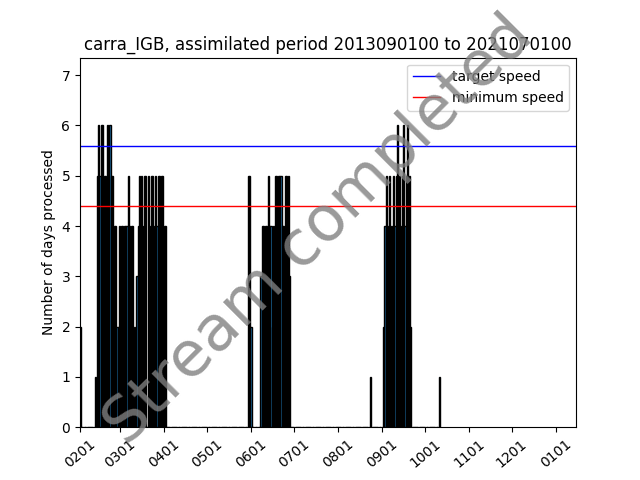 carra_IGB, assimilated period 2013090100 to 2021070100
target speed
minimum speed
Number of days processed
7
6
5
4
3
2
1
0
0201 0301 0401 0501 0601 0701 0801 0901 1001 1101 1201 0101
Stream completed